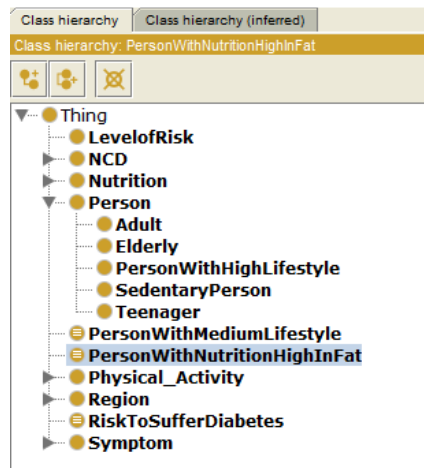 Class hierarchy Class hierarchy (inferred)
Class hierarchy: PersonWithNutritionHighInFat
Thing
LevelofRisk
NCD
Nutrition
Person
Adult
Elderly
PersonWithHighLifestyle
SedentaryPerson
Teenager
PersonWithMediumLifestyle
PersonWithNutritionHighInFat
Physical_Activity
Region
RiskToSufferDiabetes
Symptom